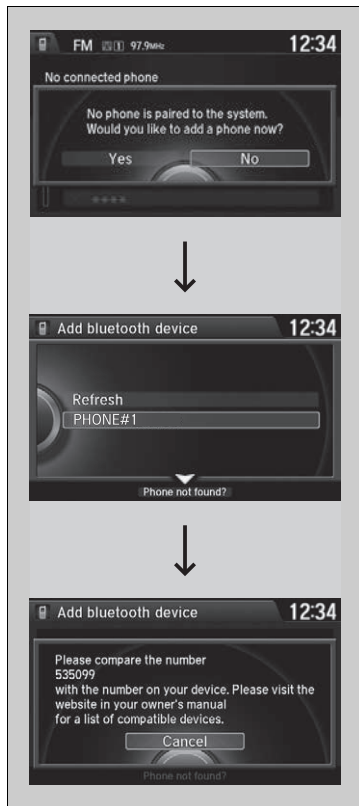 FM 97.9MHz 12:34
No connected phone
No phone is paired to the system.
Would you like to add a phone now?
Yes No
Add bluetooth device 12:34
Refresh
PHONE#1
Phone not found?
Add bluetooth device 12:34
Please compare the number
535099
with the number on your device. Please visit the
website in your owner's manual
for a list of compatible devices.
Cancel
Phone not found?